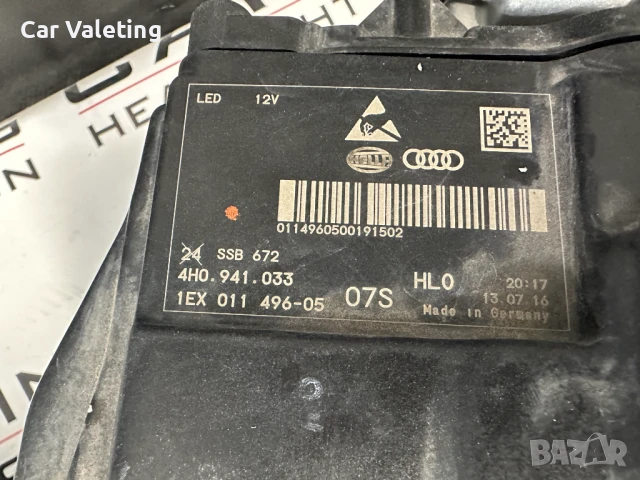 Car Valeting
LED 12V
HELLA
0114960500191502
24 SSB 672
4H0.941.033
1EX 011 496-05 07S
HL0
20:17
13.07.16
Made in Germany
BAZAR